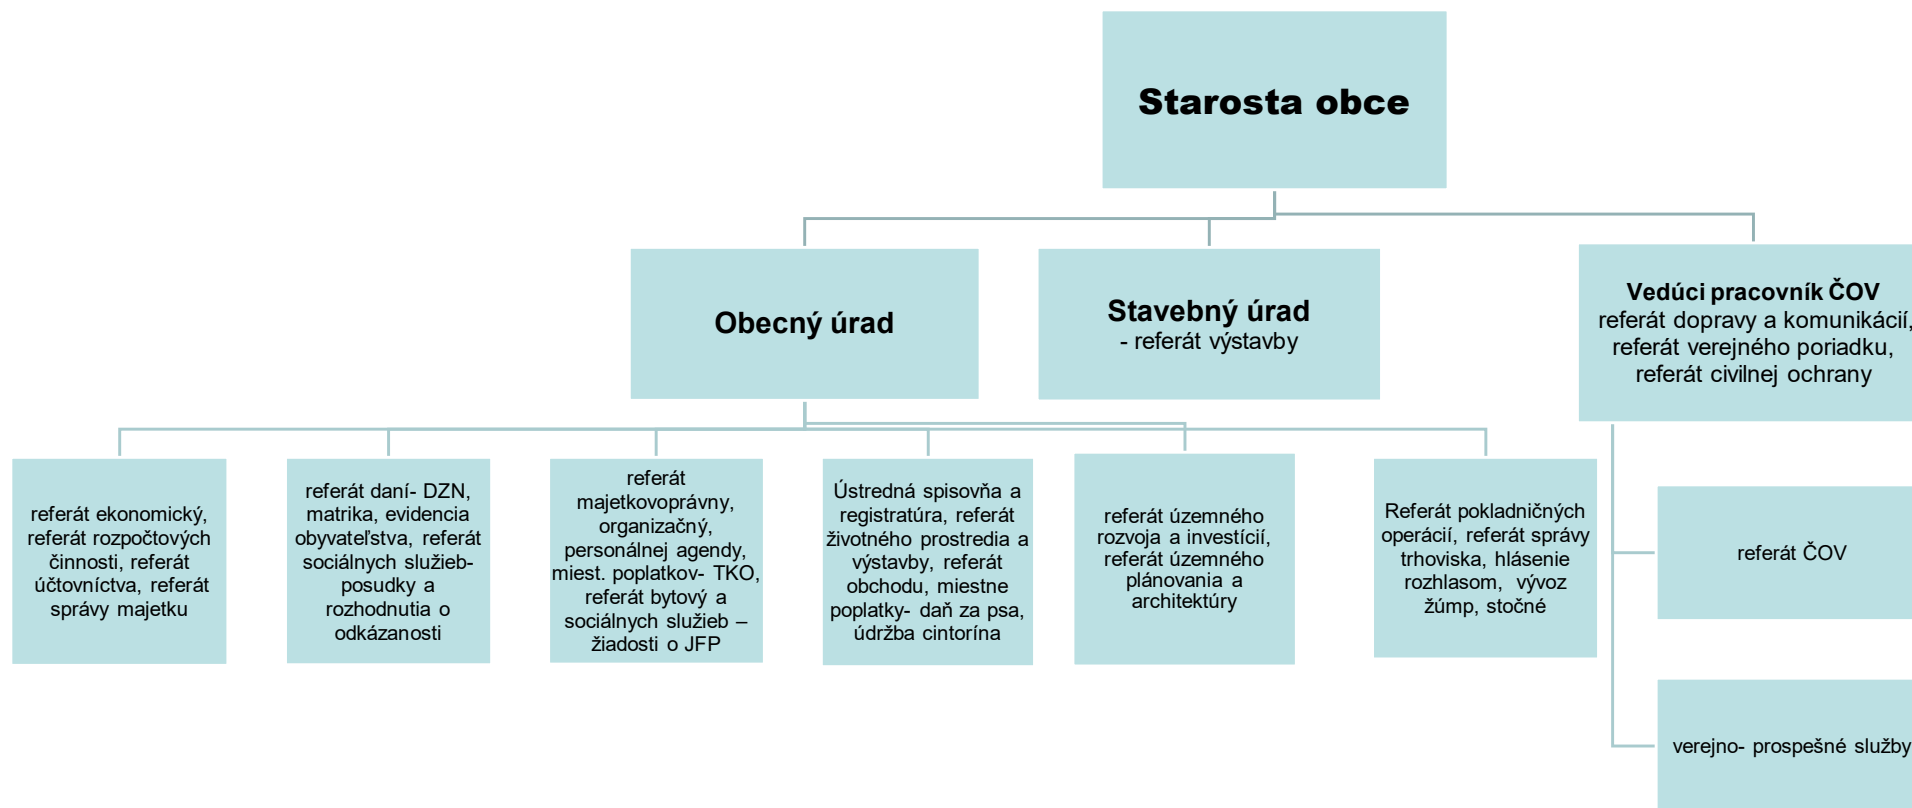 Starosta obce
Obecný úrad
Stavebný úrad
- referát výstavby
Vedúci pracovník ČOV
referát dopravy a komunikácií,
referát verejného poriadku,
referát civilnej ochrany
referát ekonomický,
referát rozpočtových
činnosti, referát
účtovníctva, referát
správy majetku
referát daní- DZN,
matrika, evidencia
obyvateľstva, referát
sociálnych služieb-
posudky a
rozhodnutia o
odkázanosti
referát
majetkovoprávny,
organizačný,
personálnej agendy,
miest. poplatkov- TKO,
referát bytový a
sociálnych služieb –
žiadosti o JFP
Ústredná spisovňa a
registratúra, referát
životného prostredia a
výstavby, referát
obchodu, miestne
poplatky- daň za psa,
údržba cintorína
referát územného
rozvoja a investícií,
referát územného
plánovania a
architektúry
Referát pokladničných
operácií, referát správy
trhoviska, hlásenie
rozhlasom, vývoz
žúmp, stočné
referát ČOV
verejno- prospešné služby